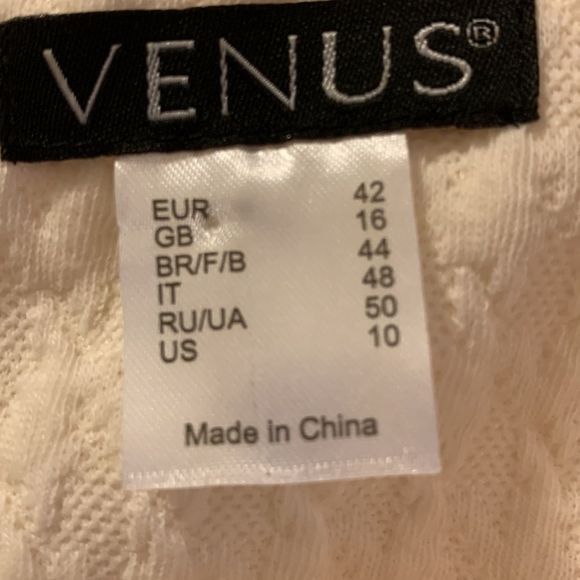 VENUS®
EUR 42
GB 16
BR/F/B 44
IT 48
RU/UA 50
US 10
Made in China